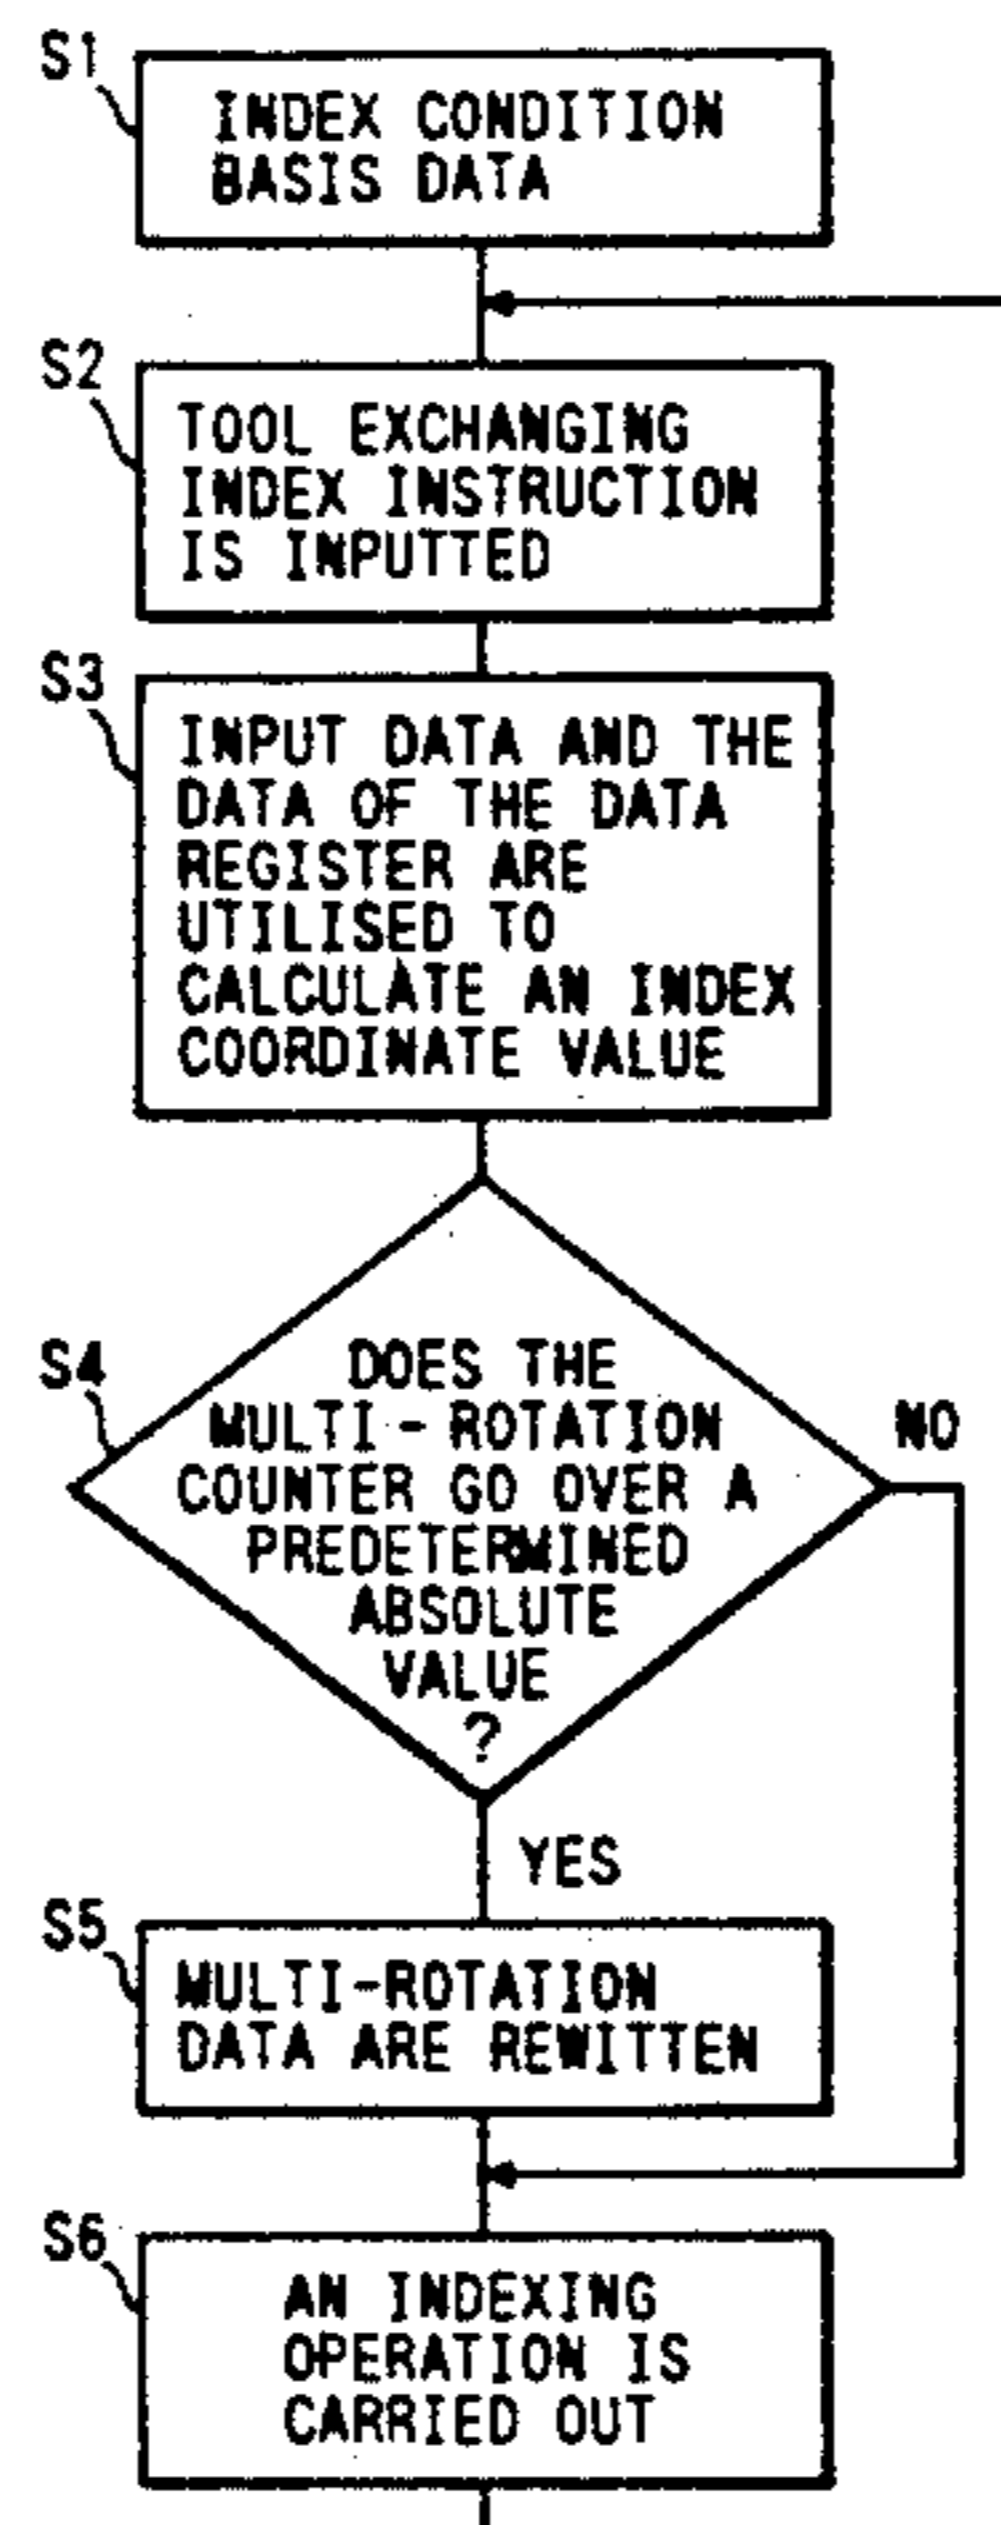 S1
INDEX CONDITION
BASIS DATA
S2
TOOL EXCHANGING
INDEX INSTRUCTION
IS INPUTTED
S3
INPUT DATA AND THE
DATA OF THE DATA
REGISTER ARE
UTILISED TO
CALCULATE AN INDEX
COORDINATE VALUE
S4
DOES THE
MULTI-ROTATION
COUNTER GO OVER A
PREDETERMINED
ABSOLUTE
VALUE
?
NO
YES
S5
MULTI-ROTATION
DATA ARE REWITTEN
S6
AN INDEXING
OPERATION IS
CARRIED OUT